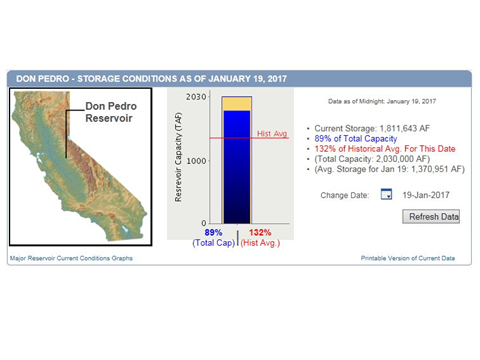 DON PEDRO - STORAGE CONDITIONS AS OF JANUARY 19, 2017
Don Pedro
Reservoir
2030
1000
0
Resrevoir Capacity (TAF)
Hist Avg
89%
(Total Cap)
132%
(Hist Avg.)
Data as of Midnight: January 19, 2017
• Current Storage: 1,811,643 AF
• 89% of Total Capacity
• 132% of Historical Avg. For This Date
• (Total Capacity: 2,030,000 AF)
• (Avg. Storage for Jan 19: 1,370,951 AF)
Change Date: 19-Jan-2017
Refresh Data
Major Reservoir Current Conditions Graphs
Printable Version of Current Data